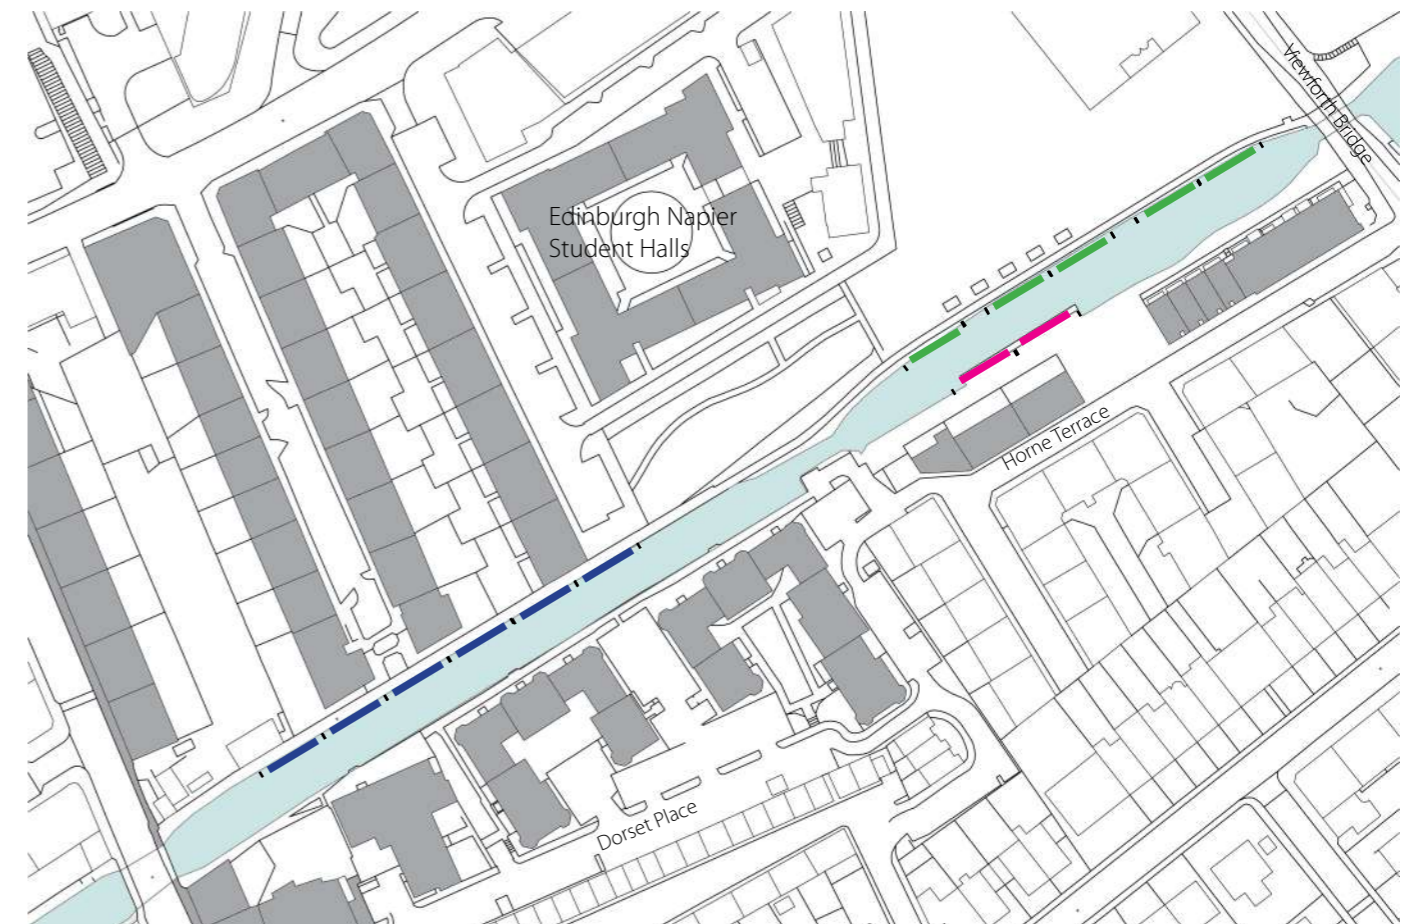 Viewforth Bridge
Edinburgh Napier
Student Halls
Horne Terrace
Dorset Place